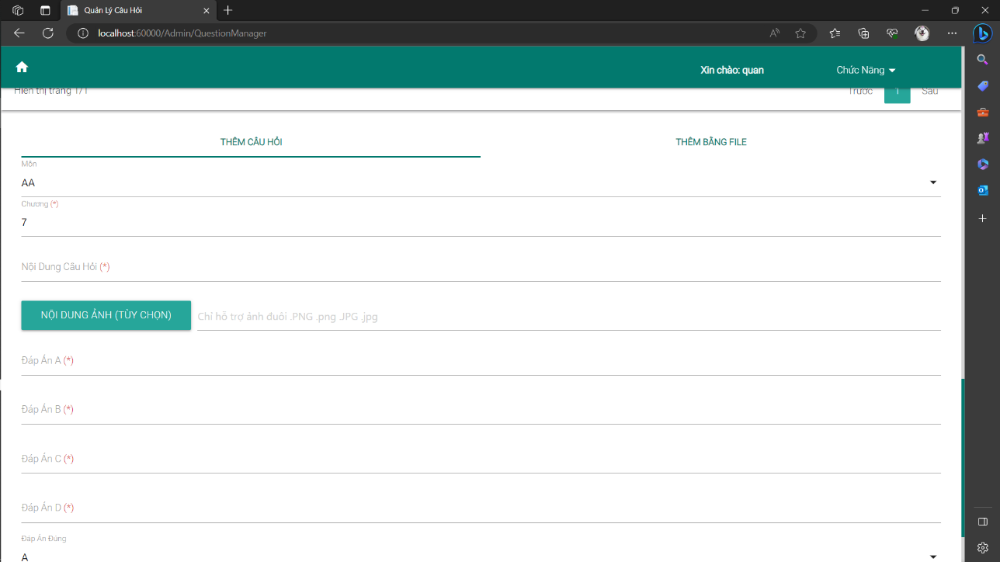 Quản Lý Câu Hỏi
localhost:60000/Admin/QuestionManager
Xin chào: quan
Chức Năng
Hiển thị trang 1/1
Trước 1 Sau
THÊM CÂU HỎI
THÊM BẰNG FILE
Môn
AA
Chương (*)
7
Nội Dung Câu Hỏi (*)
NỘI DUNG ẢNH (TÙY CHỌN)
Chỉ hỗ trợ ảnh đuôi .PNG .png .JPG .jpg
Đáp Án A (*)
Đáp Án B (*)
Đáp Án C (*)
Đáp Án D (*)
Đáp Án Đúng
A